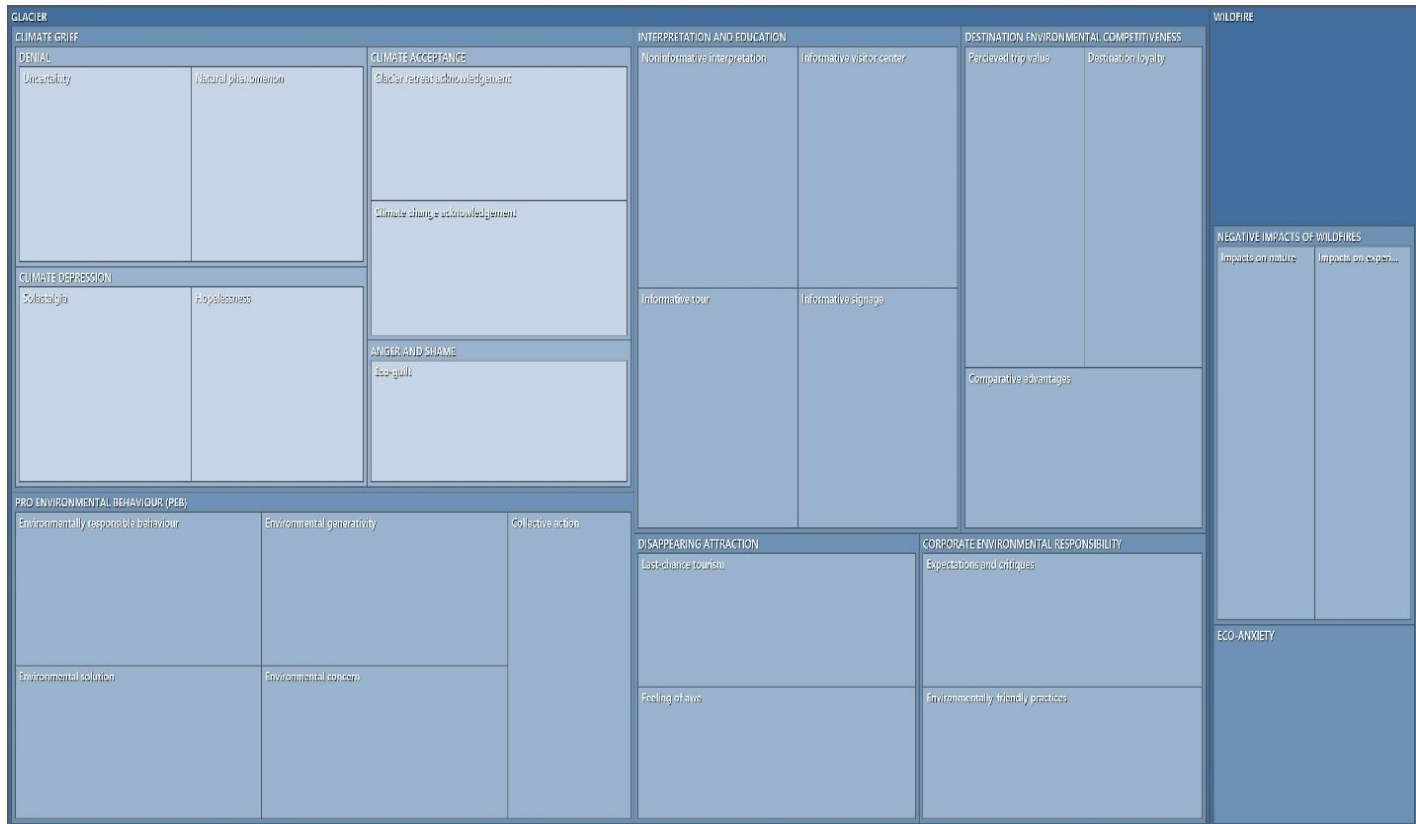 GLACIER
CLIMATE GRIEF
DENIAL
Uncertainty
Natural phenomenon
CLIMATE ACCEPTANCE
Glacier retreat acknowledgement
Climate change acknowledgement
CLIMATE DEPRESSION
Solastalgia
Hopelessness
ANGER AND SHAME
Eco-guilt
PRO ENVIRONMENTAL BEHAVIOUR (PEB)
Environmentally responsible behaviour
Environmental generativity
Collective action
Environmental solution
Environmental concern
INTERPRETATION AND EDUCATION
Noninformative interpretation
Informative visitor center
Informative tour
Informative signage
DESTINATION ENVIRONMENTAL COMPETITIVENESS
Percieved trip value
Destination loyalty
Comparative advantages
DISAPPEARING ATTRACTION
Last-chance tourism
Feeling of awe
CORPORATE ENVIRONMENTAL RESPONSIBILITY
Expectations and critiques
Environmentally friendly practices
WILDFIRE
NEGATIVE IMPACTS OF WILDFIRES
Impacts on nature
Impacts on experi...
ECO-ANXIETY